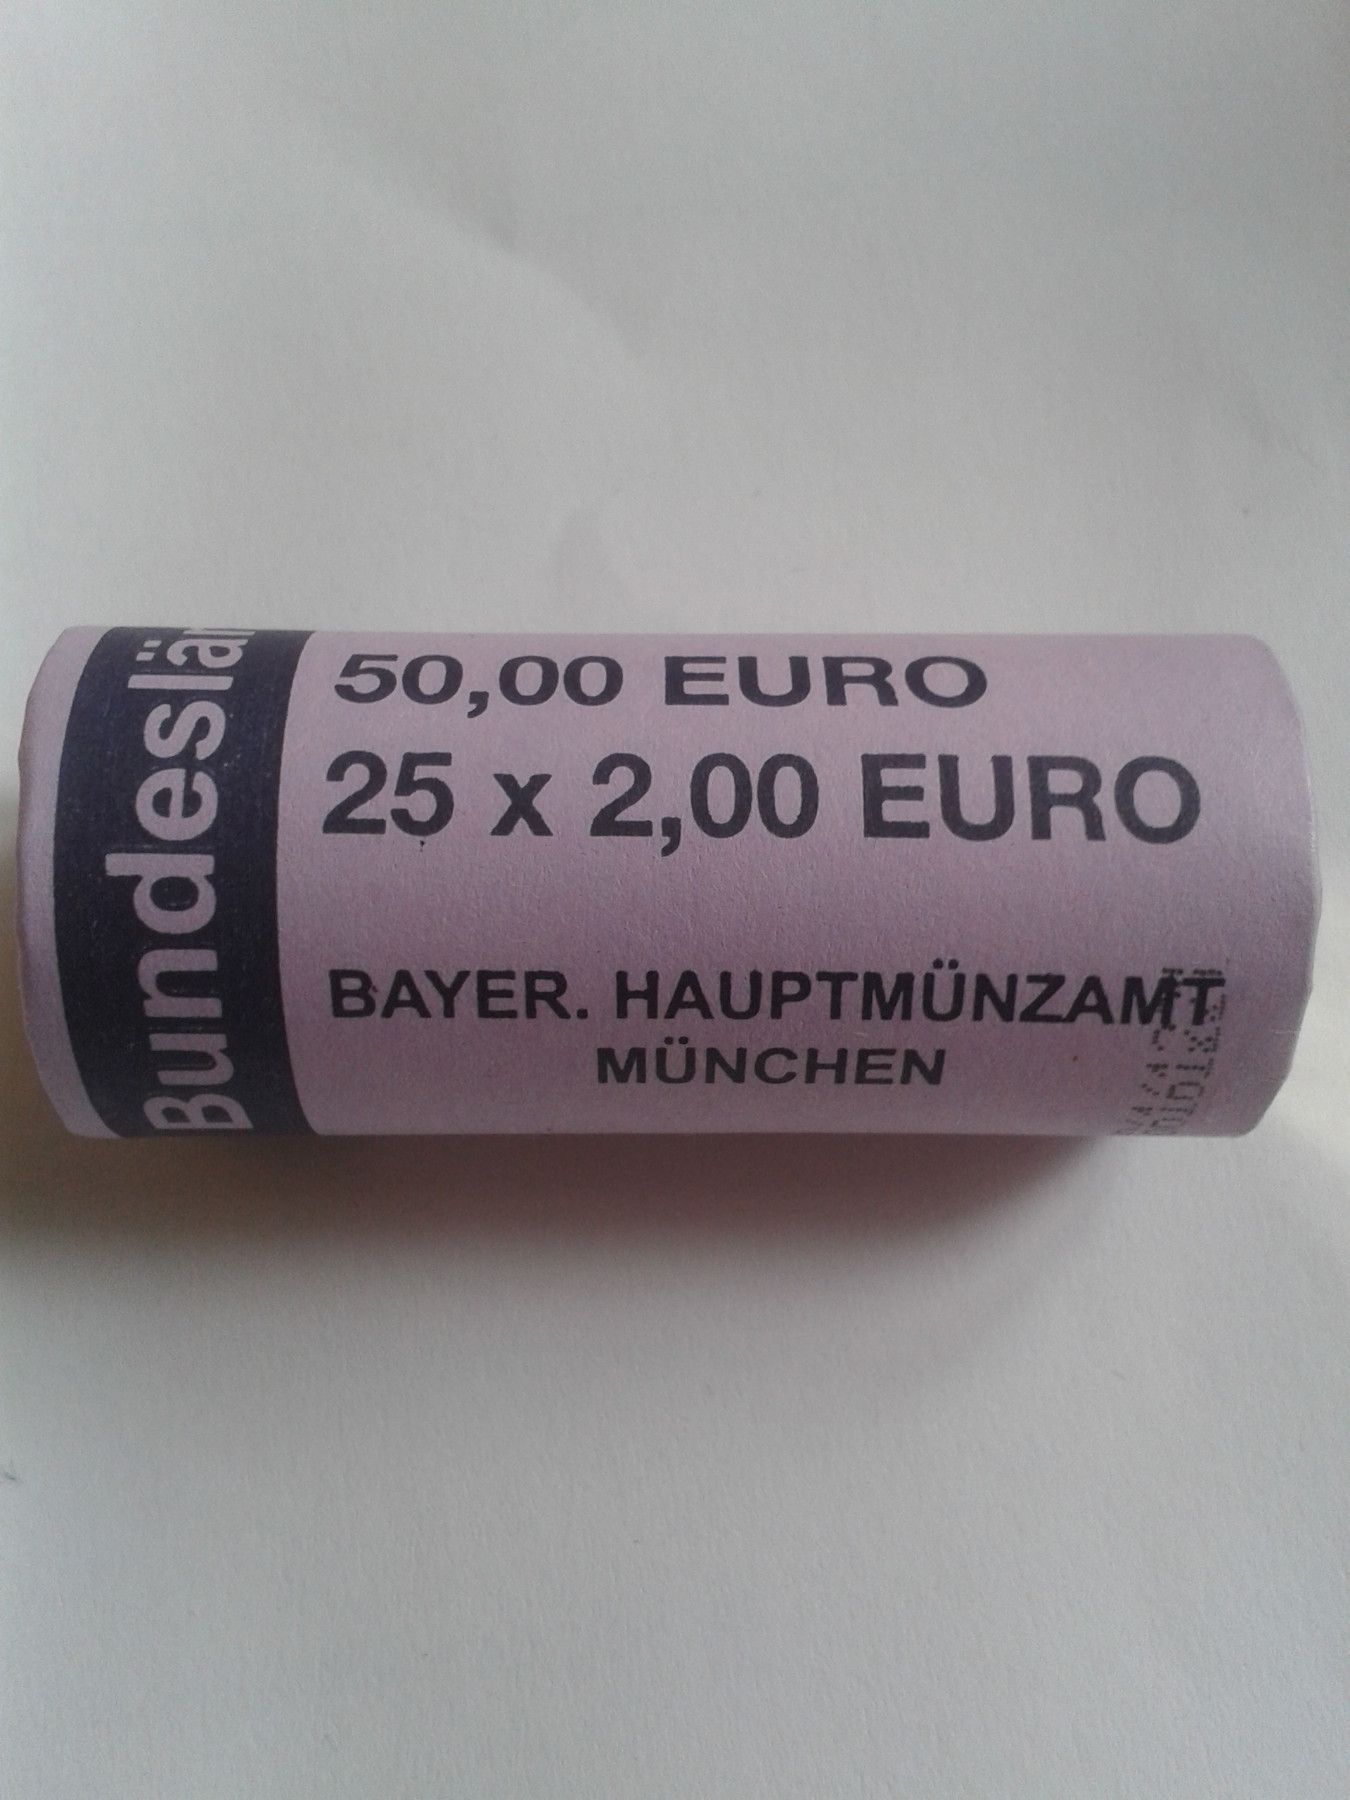 Bundeslän
50,00 EURO
25 x 2,00 EURO
BAYER. HAUPTMÜNZAMT
MÜNCHEN